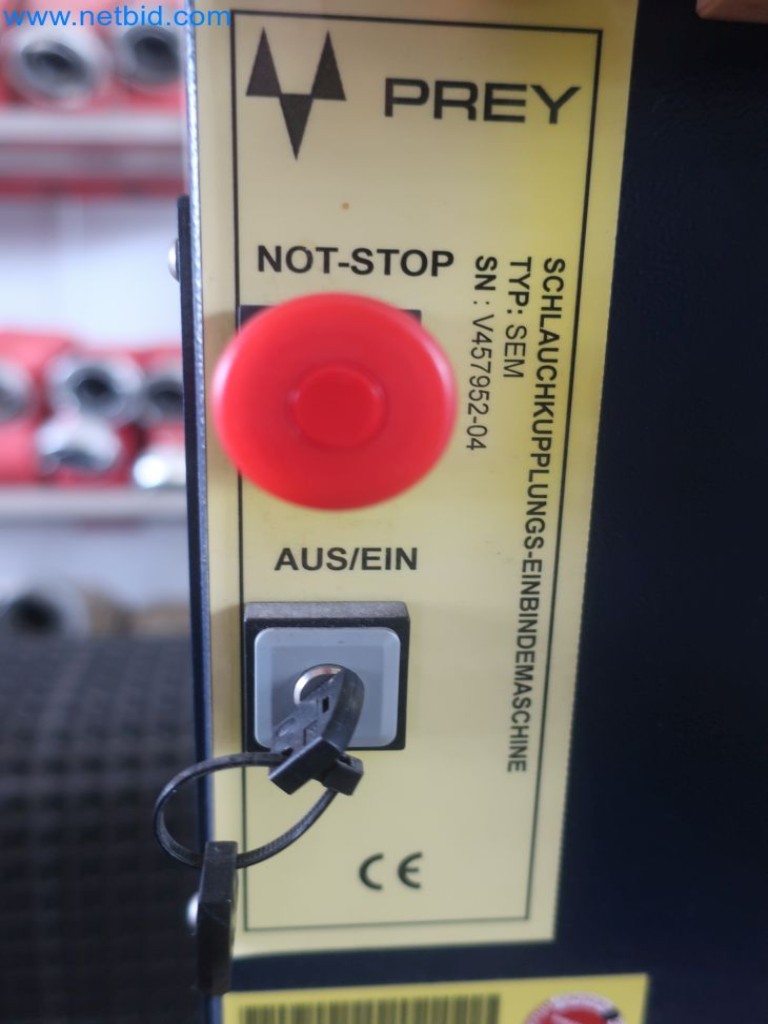 www.netbid.com
PREY
NOT-STOP
SCHLAUCHKUPPLUNGS-EINBINDEMASCHINE
TYP: SEM
SN : V457952-04
AUS/EIN
CE